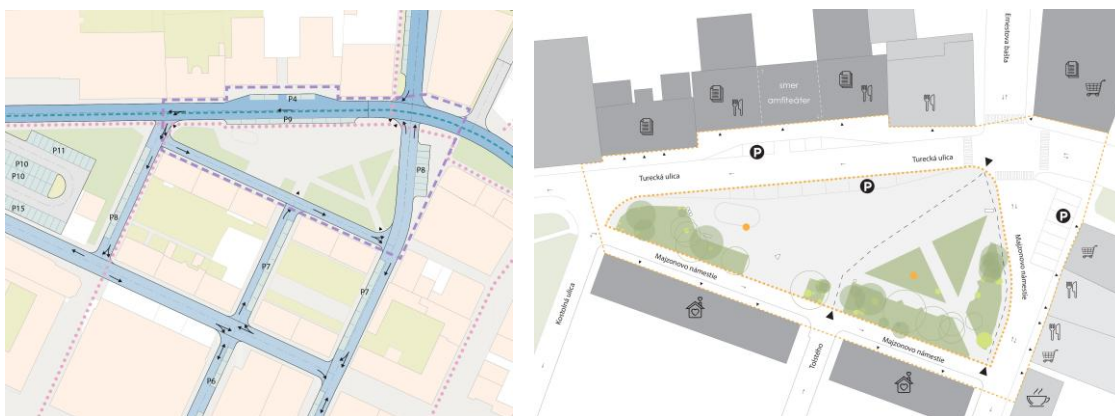 P4
P9
P11
P10
P10
P15
P8
P8
P7
P7
P6
Ernestova bašta
smer
amfiteáter
P
Turecká ulica
Turecká ulica
P
P
Majzonovo námestie
Majzonovo námestie
Kontolná ulica
Tolstého
Majzonovo námestie